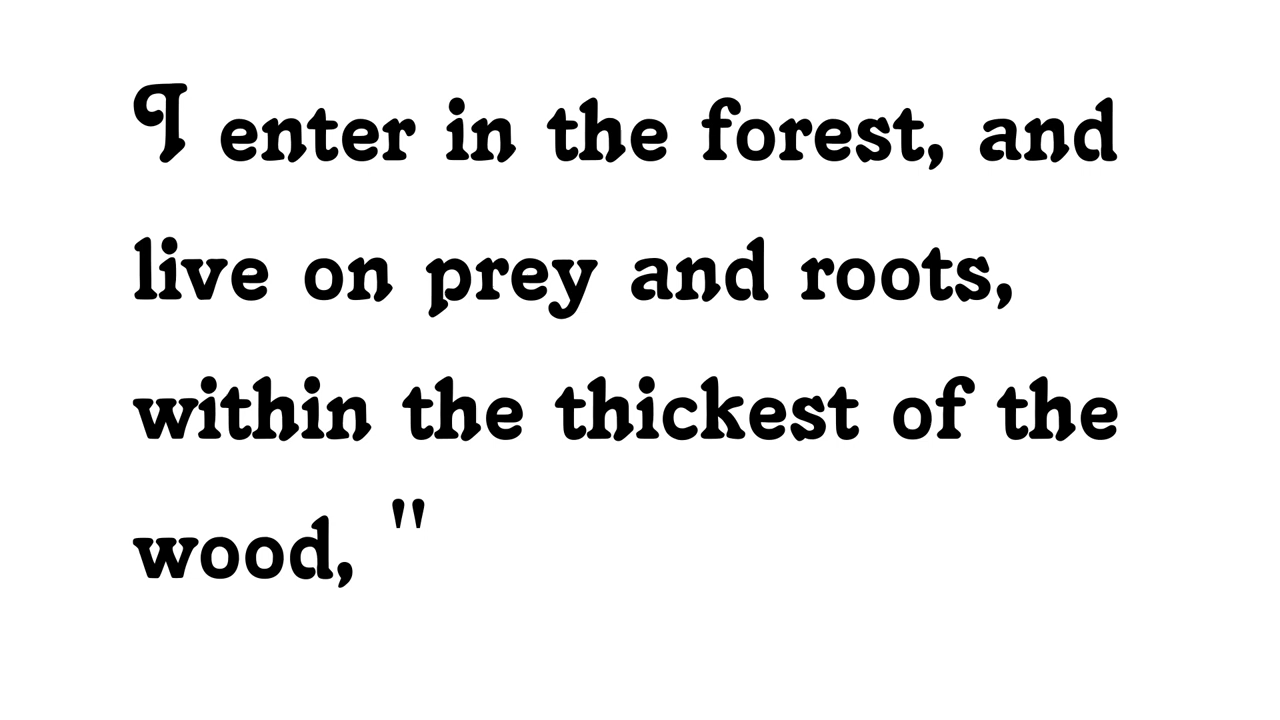 I enter in the forest, and
live on prey and roots,
within the thickest of the
wood, "